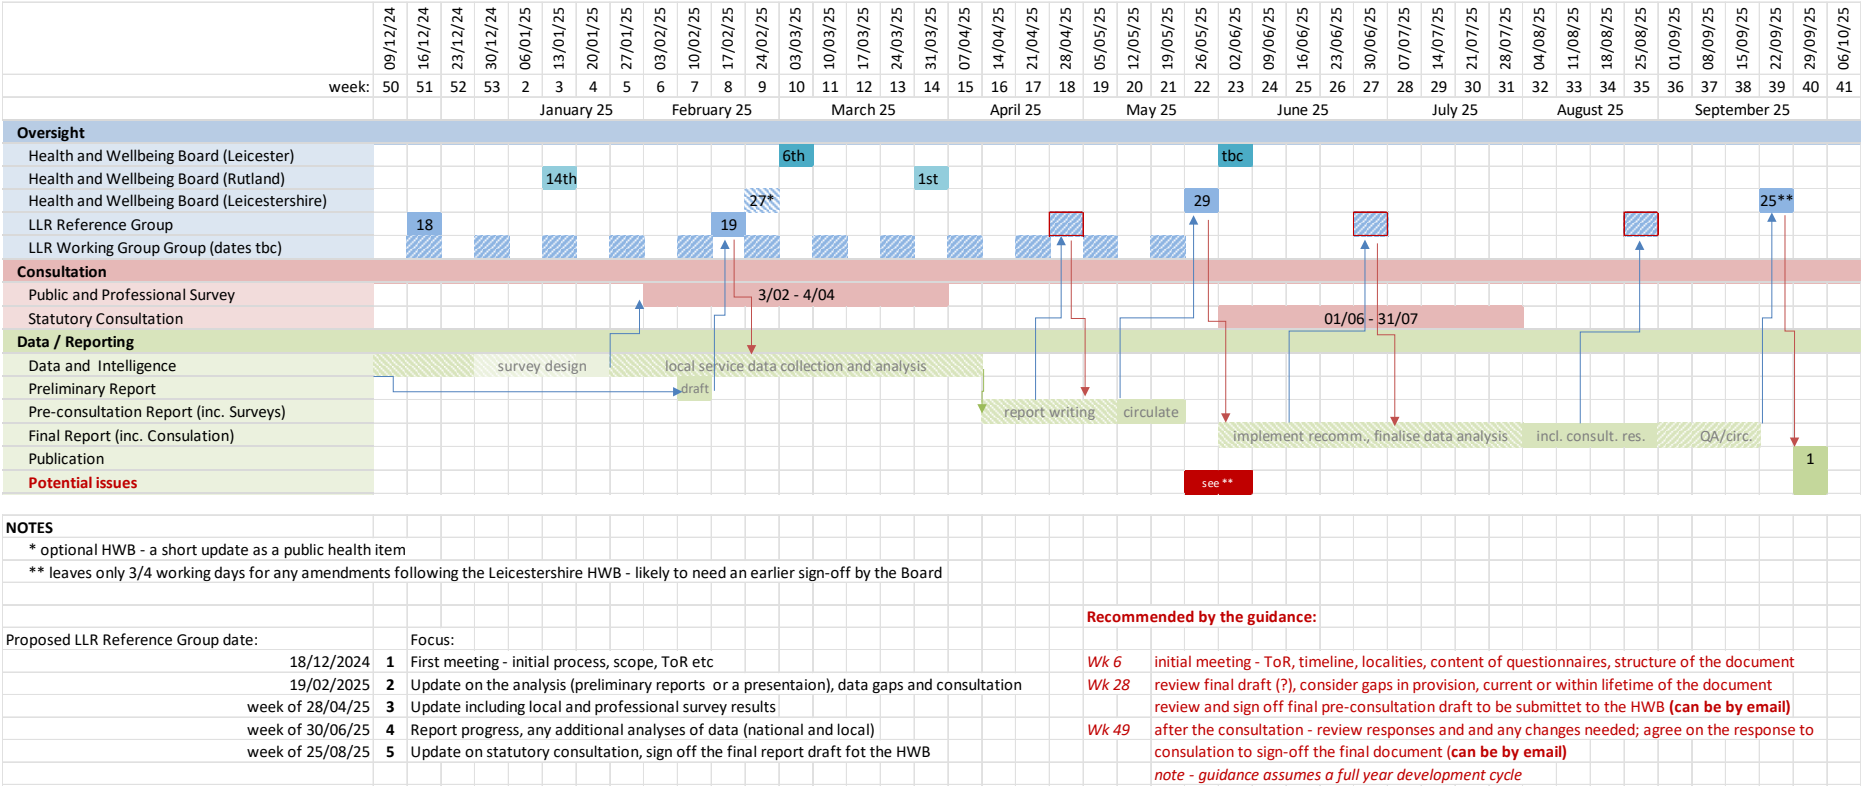 09/12/24 16/12/24 23/12/24 30/12/24 06/01/25 13/01/25 20/01/25 27/01/25 03/02/25 10/02/25 17/02/25 24/02/25 03/03/25 10/03/25 17/03/25 24/03/25 31/03/25 07/04/25 14/04/25 21/04/25 28/04/25 05/05/25 12/05/25 19/05/25 26/05/25 02/06/25 09/06/25 16/06/25 23/06/25 30/06/25 07/07/25 14/07/25 21/07/25 28/07/25 04/08/25 11/08/25 18/08/25 25/08/25 01/09/25 08/09/25 15/09/25 22/09/25 29/09/25 06/10/25
week: 50 51 52 53 2 3 4 5 6 7 8 9 10 11 12 13 14 15 16 17 18 19 20 21 22 23 24 25 26 27 28 29 30 31 32 33 34 35 36 37 38 39 40 41
January 25 February 25 March 25 April 25 May 25 June 25 July 25 August 25 September 25
Oversight
Health and Wellbeing Board (Leicester) 6th tbc
Health and Wellbeing Board (Rutland) 14th 1st
Health and Wellbeing Board (Leicestershire) 27* 29 25**
LLR Reference Group 18 19
LLR Working Group Group (dates tbc)
Consultation
Public and Professional Survey 3/02 - 4/04
Statutory Consultation 01/06 - 31/07
Data / Reporting
Data and  Intelligence survey design local service data collection and analysis
Preliminary Report draft
Pre-consultation Report (inc. Surveys) report writing circulate
Final Report (inc. Consulation) implement recomm., finalise data analysis incl. consult. res. QA/circ.
Publication 1
Potential issues see **
NOTES
* optional HWB - a short update as a public health item
** leaves only 3/4 working days for any amendments following the Leicestershire HWB - likely to need an earlier sign-off by the Board
Recommended by the guidance:
Proposed LLR Reference Group date: Focus:
18/12/2024 1 First meeting - initial process, scope, ToR etc Wk 6 initial meeting - ToR, timeline, localities, content of questionnaires, structure of the document
19/02/2025 2 Update on the analysis (preliminary reports  or a presentaion), data gaps and consultation Wk 28 review final draft (?), consider gaps in provision, current or within lifetime of the document
week of 28/04/25 3 Update including local and professional survey results review and sign off final pre-consultation draft to be submittet to the HWB (can be by email)
week of 30/06/25 4 Report progress, any additional analyses of data (national and local) Wk 49 after the consultation - review responses and and any changes needed; agree on the response to
week of 25/08/25 5 Update on statutory consultation, sign off the final report draft fot the HWB consulation to sign-off the final document (can be by email)
note - guidance assumes a full year development cycle